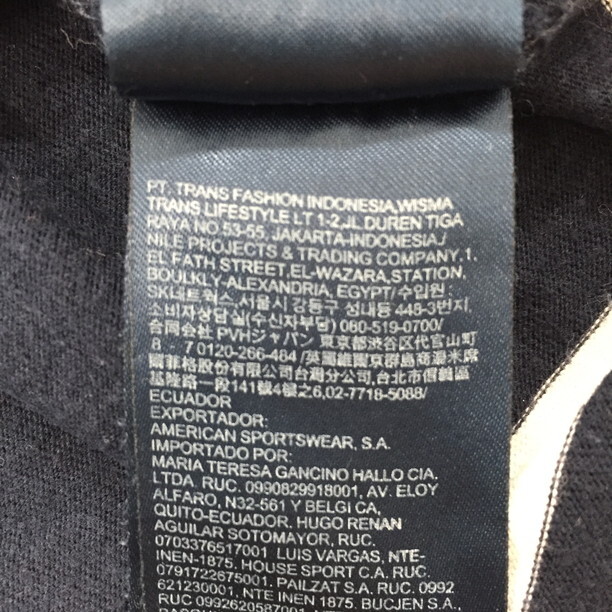 PT. TRANS FASHION INDONESIA,WISMA
TRANS LIFESTYLE LT 1-2,JL.DUREN TIGA
RAYA NO.53-55, JAKARTA-INDONESIA./
NILE PROJECTS & TRADING COMPANY,1,
EL FATH STREET,EL-WAZARA,STATION,
BOULKLY-ALEXANDRIA, EGYPT/ 수입원 :
SK네트웍스,서울시 강동구 성내동 448-3번지,
소비자상담실(수신자부담) 080-519-0700/
合同会社 PVHジャパン 東京都渋谷区代官山町
8 - 7 0120-266-484 /英屬維爾京群島商源米席
爾菲格股份有限公司台灣分公司,台北市信義區
基隆路一段141號4樓之6,02-7718-5088/
ECUADOR
EXPORTADOR:
AMERICAN SPORTSWEAR, S.A.
IMPORTADO POR:
MARIA TERESA GANCINO HALLO CIA.
LTDA. RUC. 0990829918001, AV. ELOY
ALFARO, N32-561 Y BELGI CA,
QUITO-ECUADOR. HUGO RENAN
AGUILAR SOTOMAYOR, RUC.
0703376517001 LUIS VARGAS, NTE-
INEN-1875. HOUSE SPORT C.A. RUC.
0791722675001. PAILZAT S.A. RUC. 0992
621230001, NTE INEN 1875. BUCJEN S.A.
RUC 0992620587001